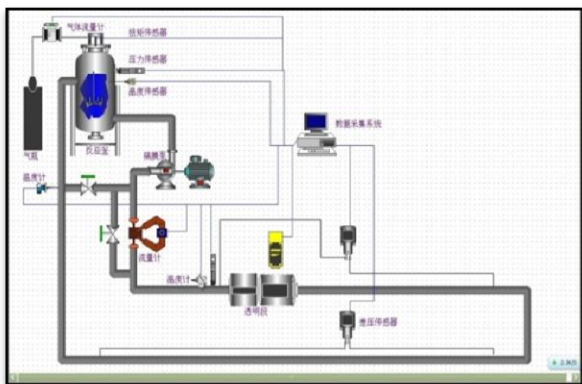 气体流量计
扭矩传感器
压力传感器
温度传感器
数据采集系统
气瓶
反应釜
隔膜泵
温度计
流量计
温度计
透明段
差压传感器